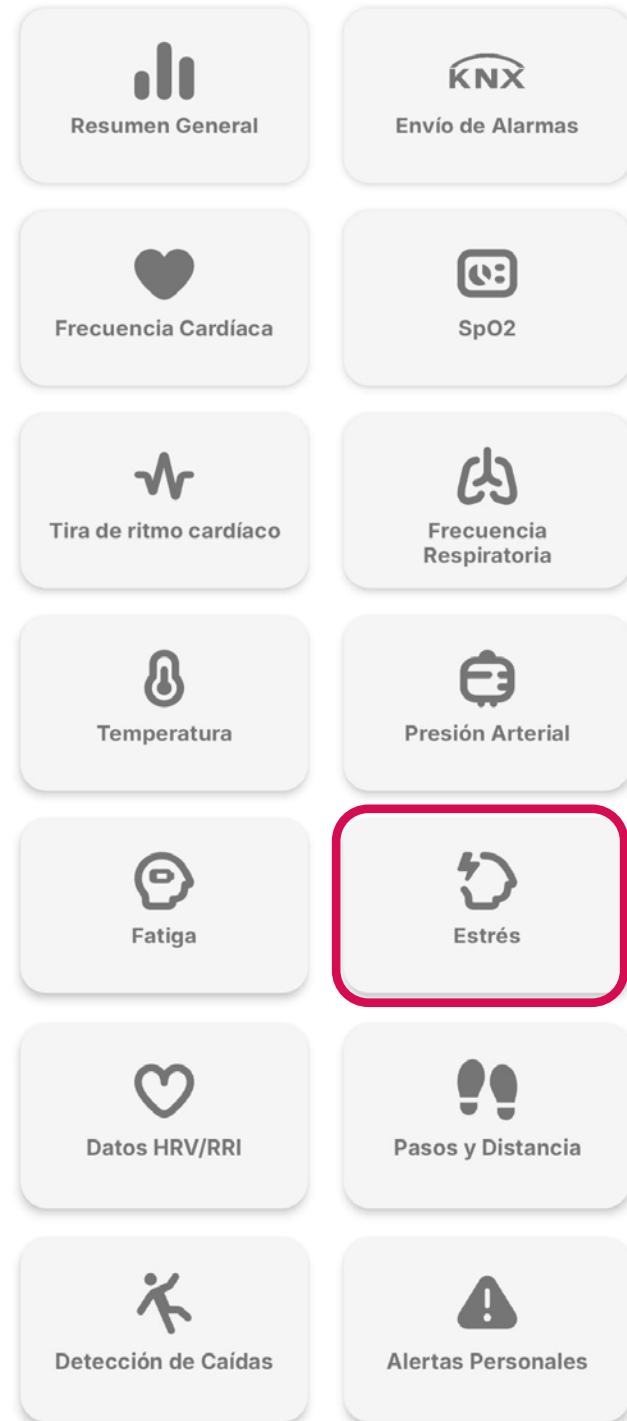 Resumen General
KNX
Envío de Alarmas
Frecuencia Cardíaca
SpO2
Tira de ritmo cardíaco
Frecuencia
Respiratoria
Temperatura
Presión Arterial
Fatiga
Estrés
Datos HRV/RRI
Pasos y Distancia
Detección de Caídas
Alertas Personales